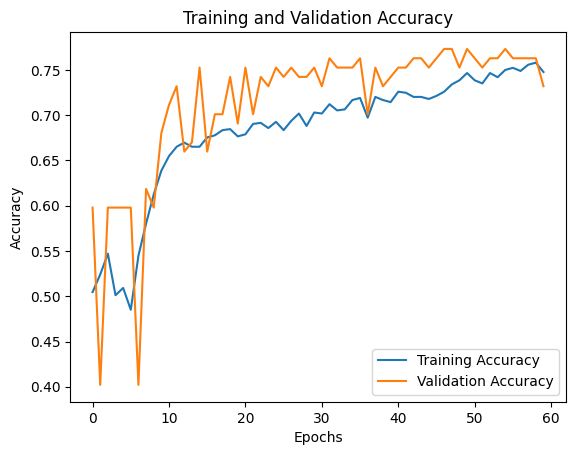 Training and Validation Accuracy
Accuracy
0.75
0.70
0.65
0.60
0.55
0.50
0.45
0.40
0 10 20 30 40 50 60
Epochs
Training Accuracy
Validation Accuracy